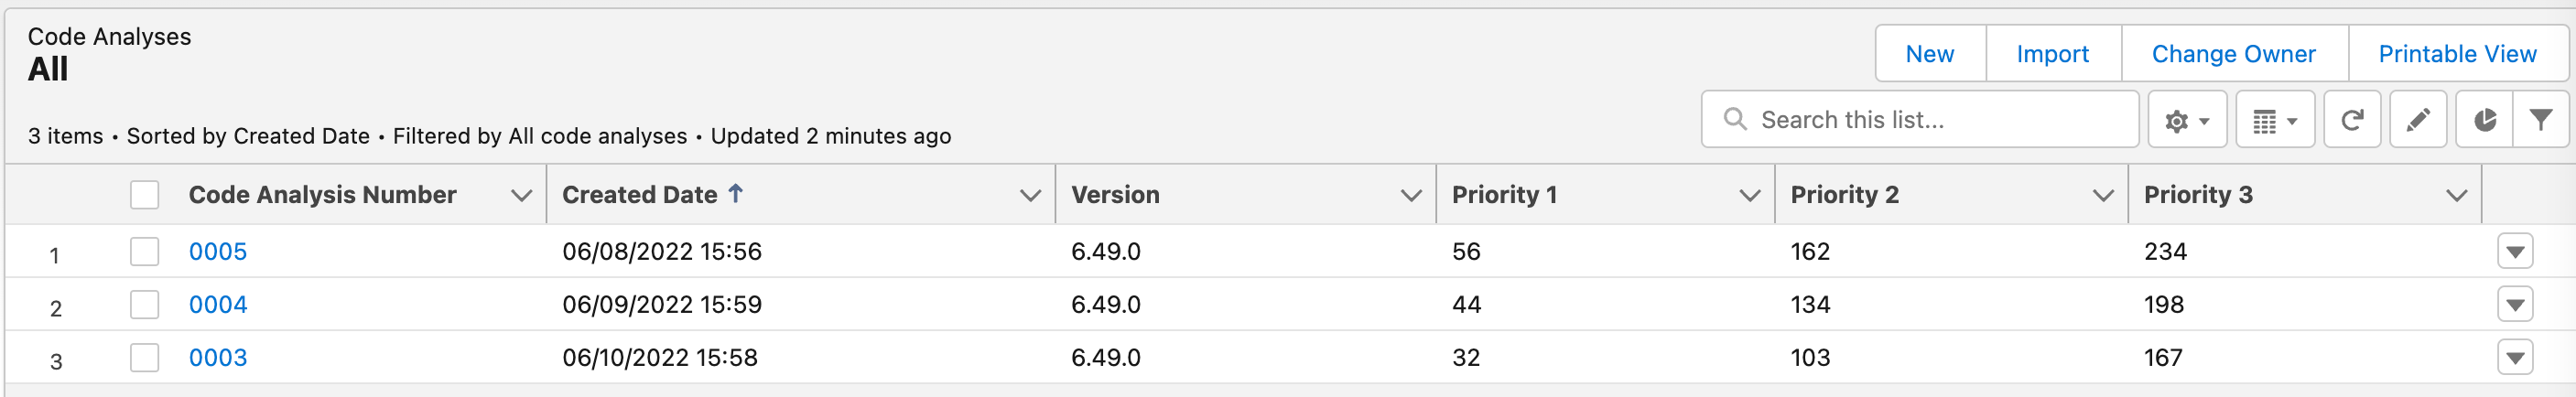 Code Analyses
All
New Import Change Owner Printable View
Search this list...
3 items • Sorted by Created Date • Filtered by All code analyses • Updated 2 minutes ago
Code Analysis Number Created Date ↑ Version Priority 1 Priority 2 Priority 3
1 0005 06/08/2022 15:56 6.49.0 56 162 234
2 0004 06/09/2022 15:59 6.49.0 44 134 198
3 0003 06/10/2022 15:58 6.49.0 32 103 167